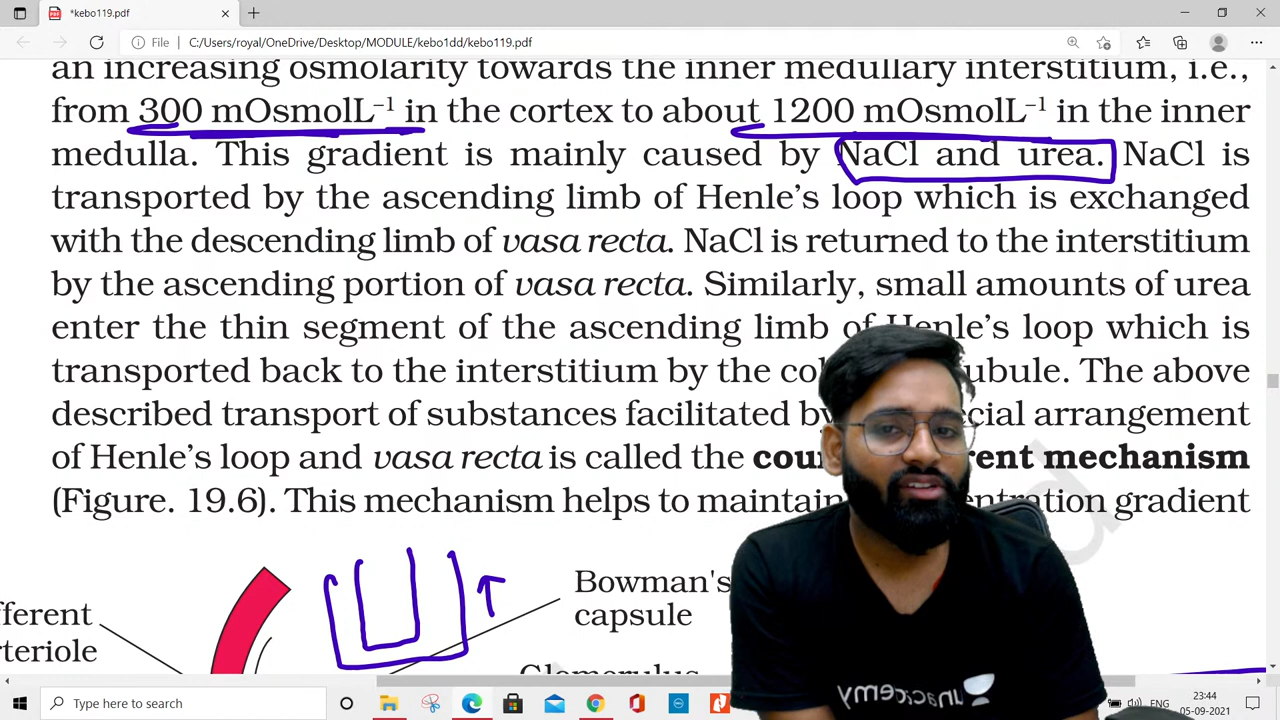 *kebo119.pdf
File C:/Users/royal/OneDrive/Desktop/MODULE/kebo1dd/kebo119.pdf
an increasing osmolarity towards the inner medullary interstitium, i.e.,
from 300 mOsmolL⁻¹ in the cortex to about 1200 mOsmolL⁻¹ in the inner
medulla. This gradient is mainly caused by NaCl and urea. NaCl is
transported by the ascending limb of Henle's loop which is exchanged
with the descending limb of vasa recta. NaCl is returned to the interstitium
by the ascending portion of vasa recta. Similarly, small amounts of urea
enter the thin segment of the ascending limb of Henle's loop which is
transported back to the interstitium by the co ubule. The above
described transport of substances facilitated by cial arrangement
of Henle's loop and vasa recta is called the cou rent mechanism
(Figure. 19.6). This mechanism helps to maintain entration gradient
fferent
rteriole
Bowman's
capsule
Glomerulus
d
unacademy
Type here to search
ENG
23:44
05-09-2021